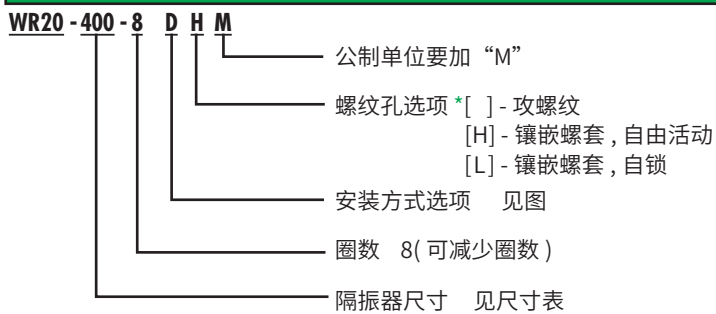 WR20 - 400 - 8 D H M
公制单位要加“M”
螺纹孔选项 *[ ] - 攻螺纹
[H] - 镶嵌螺套 , 自由活动
[L] - 镶嵌螺套 , 自锁
安装方式选项 见图
圈数 8( 可减少圈数 )
隔振器尺寸 见尺寸表